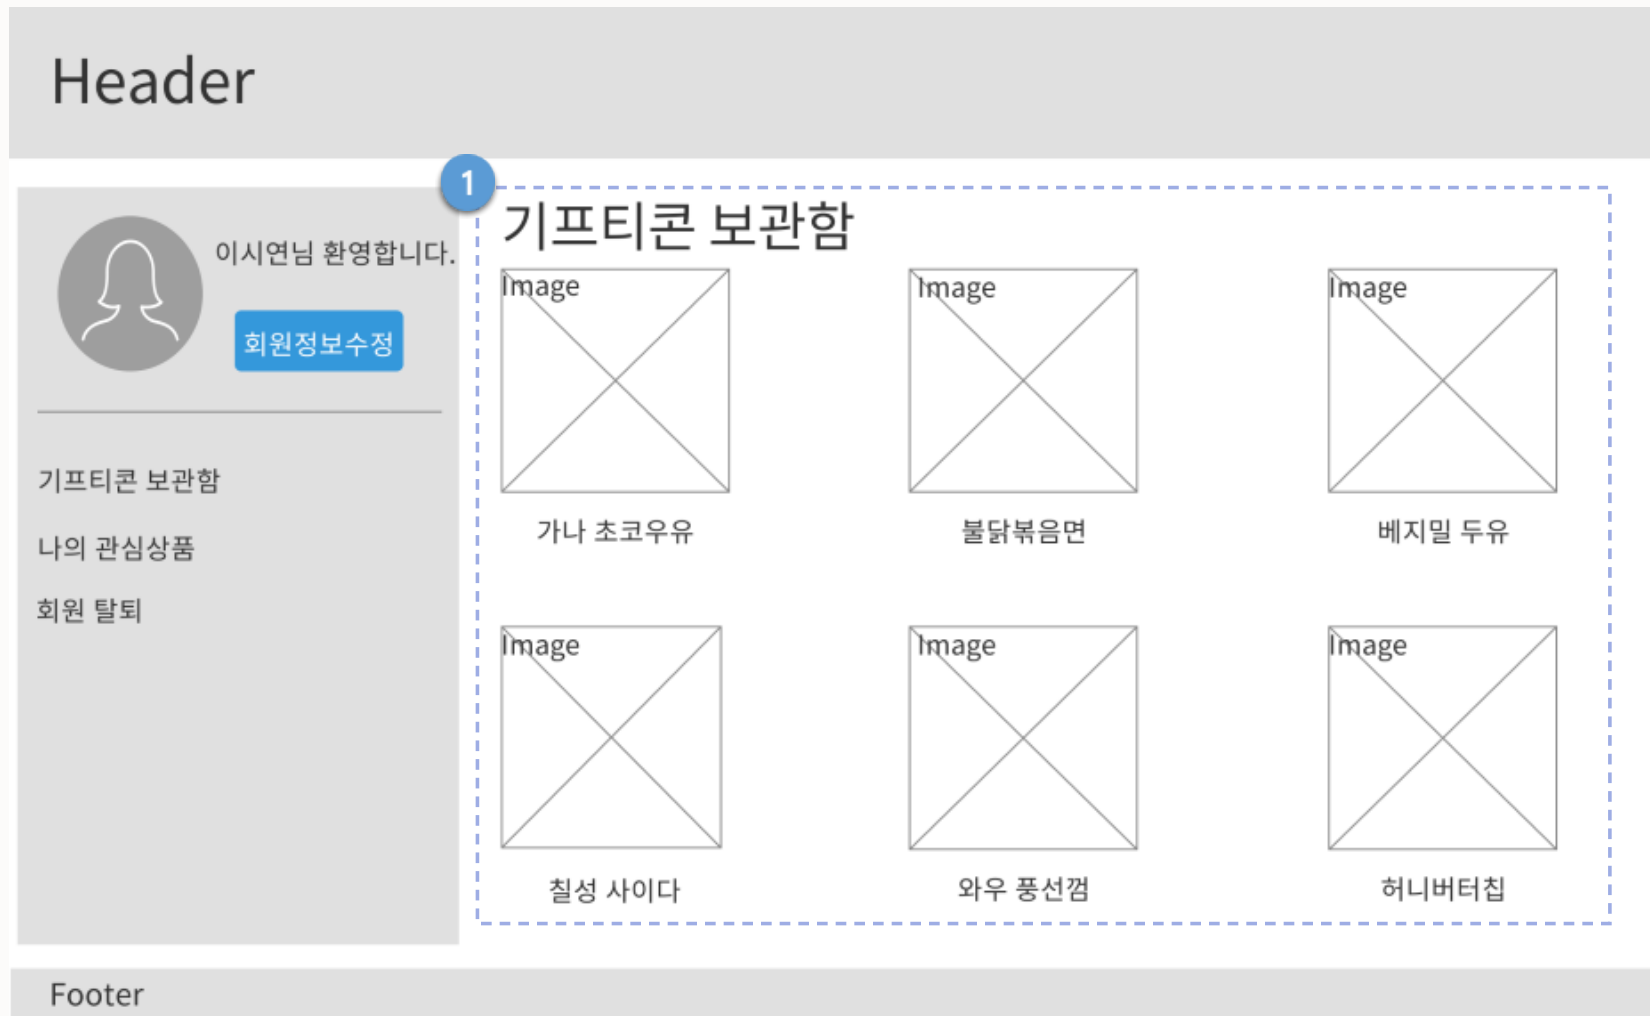 Header
이시연님 환영합니다.
회원정보수정
기프티콘 보관함
나의 관심상품
회원 탈퇴
1
기프티콘 보관함
Image
Image
Image
가나 초코우유
불닭볶음면
베지밀 두유
Image
Image
Image
칠성 사이다
와우 풍선껌
허니버터칩
Footer